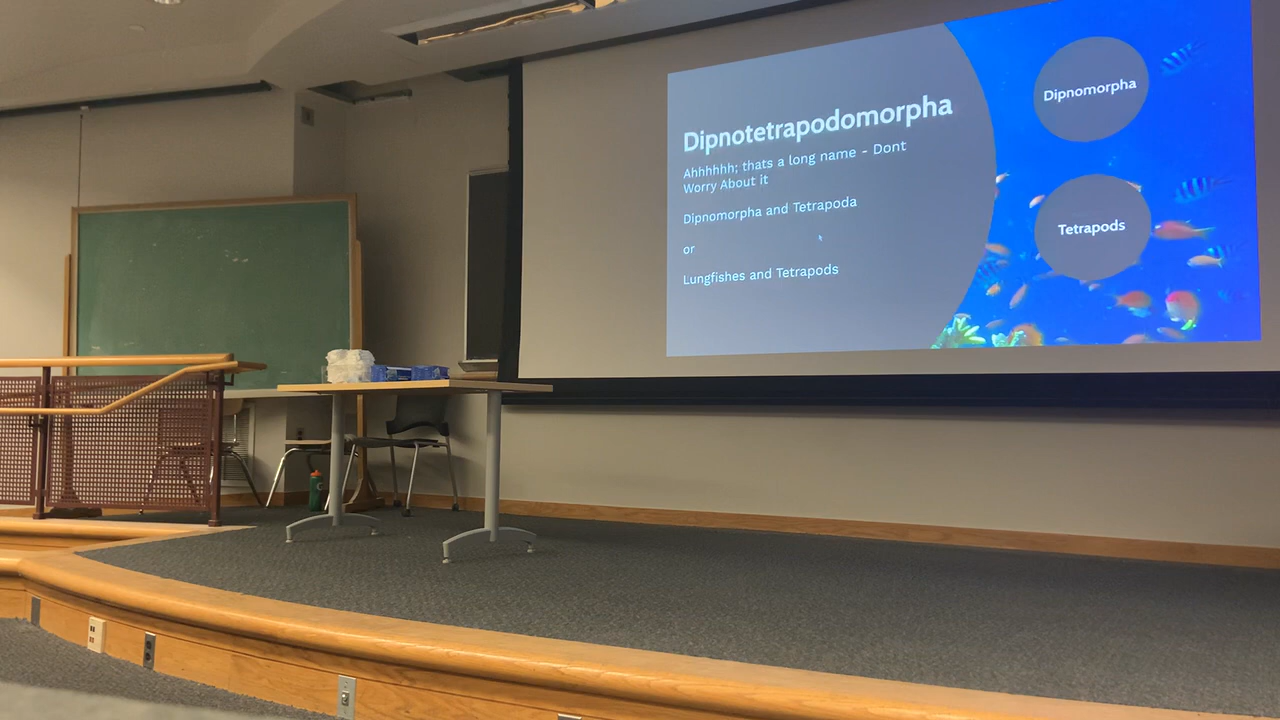 Dipnotetrapodomorpha
Ahhhhhh; thats a long name - Dont
Worry About it
Dipnomorpha and Tetrapoda
or
Lungfishes and Tetrapods
Dipnomorpha
Tetrapods